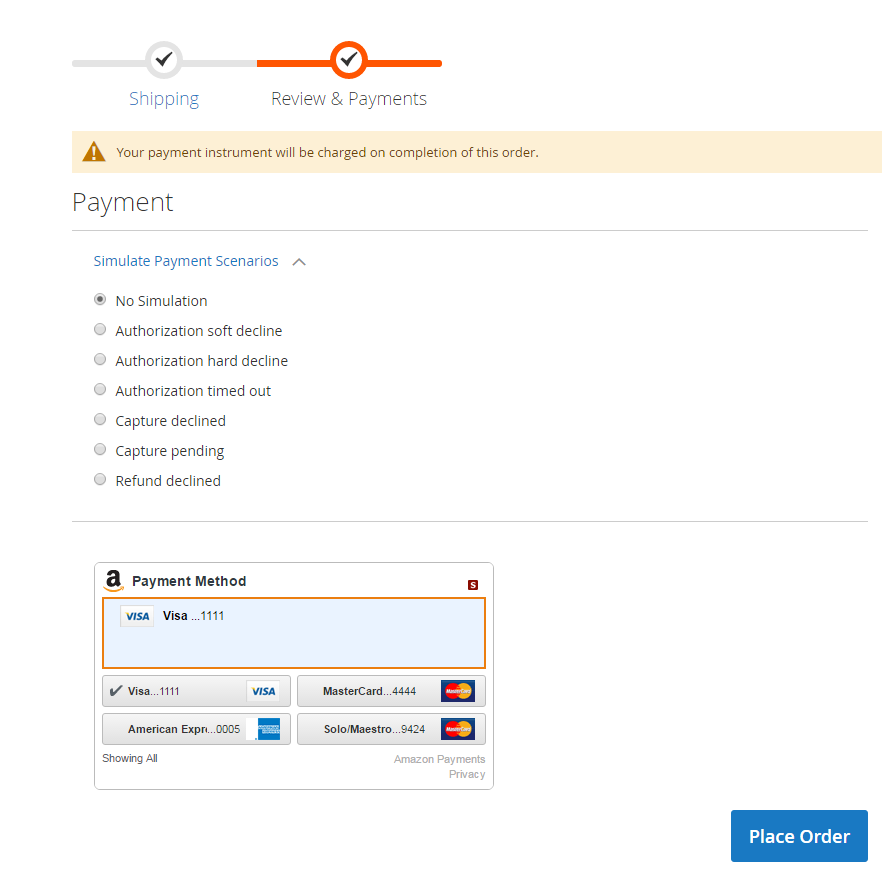 Shipping
Review & Payments
Your payment instrument will be charged on completion of this order.
Payment
Simulate Payment Scenarios
No Simulation
Authorization soft decline
Authorization hard decline
Authorization timed out
Capture declined
Capture pending
Refund declined
a Payment Method
S
VISA Visa ...1111
Visa...1111 VISA
MasterCard...4444 MasterCard
American Expr...0005
Solo/Maestro...9424 MasterCard
Showing All
Amazon Payments
Privacy
Place Order